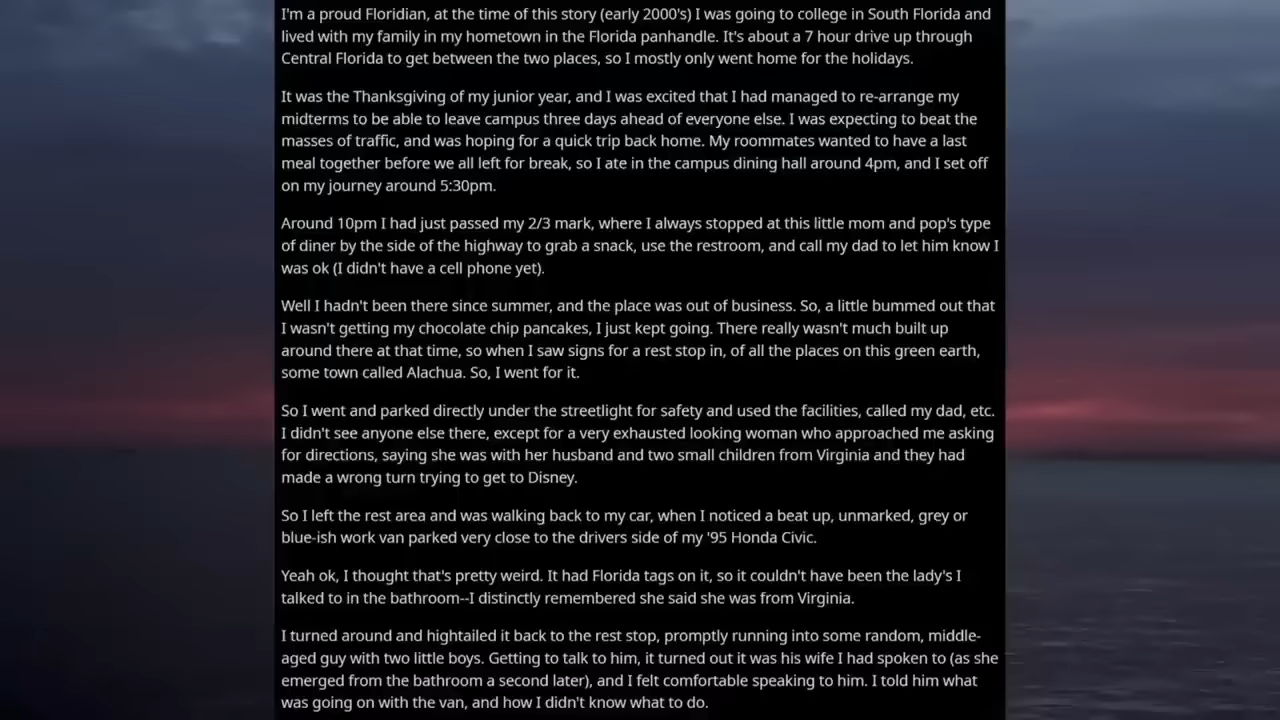 I'm a proud Floridian, at the time of this story (early 2000's) I was going to college in South Florida and
lived with my family in my hometown in the Florida panhandle. It's about a 7 hour drive up through
Central Florida to get between the two places, so I mostly only went home for the holidays.
It was the Thanksgiving of my junior year, and I was excited that I had managed to re-arrange my
midterms to be able to leave campus three days ahead of everyone else. I was expecting to beat the
masses of traffic, and was hoping for a quick trip back home. My roommates wanted to have a last
meal together before we all left for break, so I ate in the campus dining hall around 4pm, and I set off
on my journey around 5:30pm.
Around 10pm I had just passed my 2/3 mark, where I always stopped at this little mom and pop's type
of diner by the side of the highway to grab a snack, use the restroom, and call my dad to let him know I
was ok (I didn't have a cell phone yet).
Well I hadn't been there since summer, and the place was out of business. So, a little bummed out that
I wasn't getting my chocolate chip pancakes, I just kept going. There really wasn't much built up
around there at that time, so when I saw signs for a rest stop in, of all the places on this green earth,
some town called Alachua. So, I went for it.
So I went and parked directly under the streetlight for safety and used the facilities, called my dad, etc.
I didn't see anyone else there, except for a very exhausted looking woman who approached me asking
for directions, saying she was with her husband and two small children from Virginia and they had
made a wrong turn trying to get to Disney.
So I left the rest area and was walking back to my car, when I noticed a beat up, unmarked, grey or
blue-ish work van parked very close to the drivers side of my '95 Honda Civic.
Yeah ok, I thought that's pretty weird. It had Florida tags on it, so it couldn't have been the lady's I
talked to in the bathroom--I distinctly remembered she said she was from Virginia.
I turned around and hightailed it back to the rest stop, promptly running into some random, middle-
aged guy with two little boys. Getting to talk to him, it turned out it was his wife I had spoken to (as she
emerged from the bathroom a second later), and I felt comfortable speaking to him. I told him what
was going on with the van, and how I didn't know what to do.